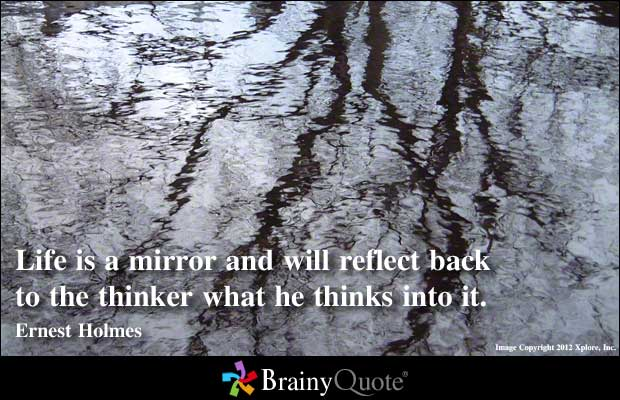 Life is a mirror and will reflect back
to the thinker what he thinks into it.
Ernest Holmes
Image Copyright 2012 Xplore, Inc.
BrainyQuote®